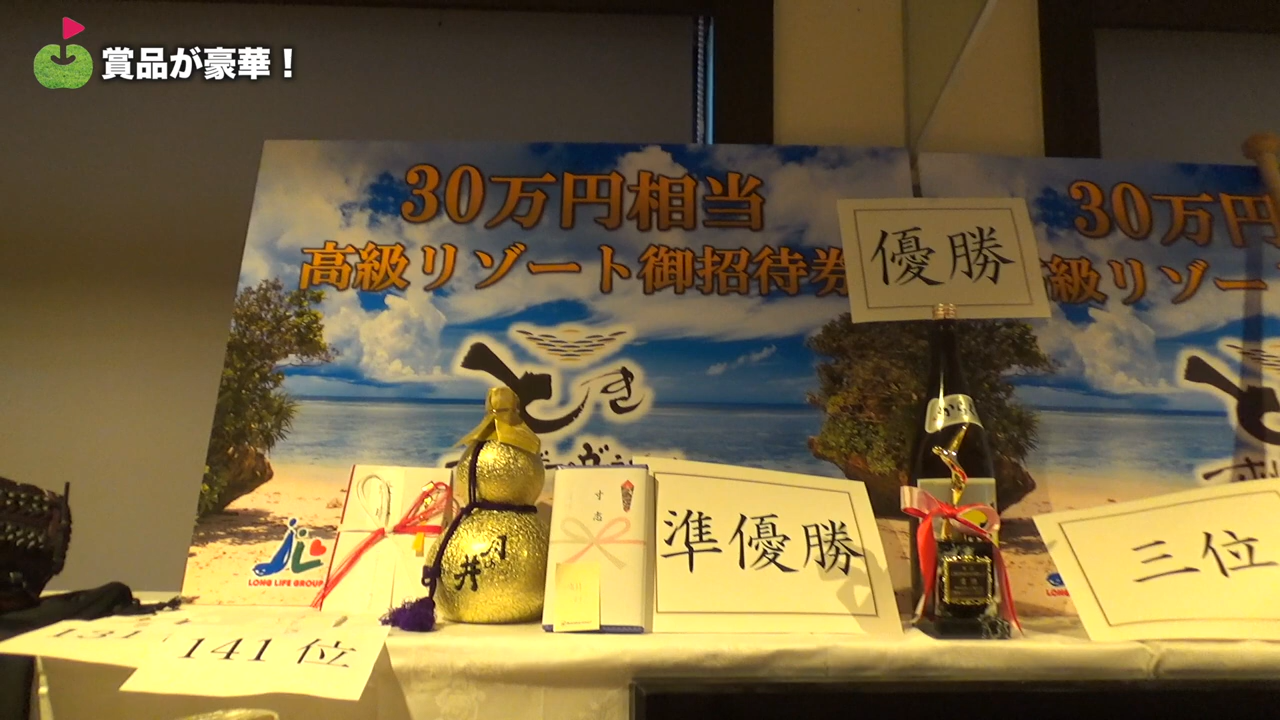 賞品が豪華！
30万円相当
高級リゾート御招待券
とき
LONG LIFE GROUP
寸志
準優勝
優勝
30万円
級リゾー
三位
131
141位